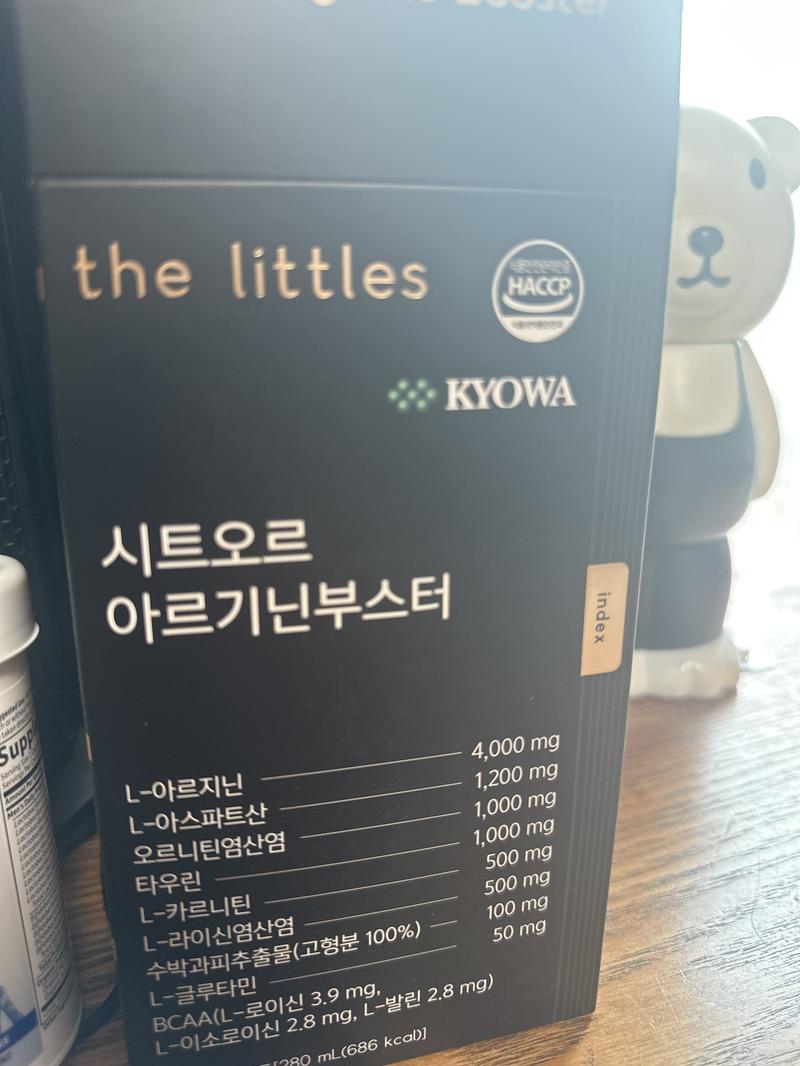 Booster
the littles
HACCP
KYOWA
시트오르
아르기닌부스터
index
L-아르지닌 4,000 mg
L-아스파트산 1,200 mg
오르니틴염산염 1,000 mg
타우린 1,000 mg
L-카르니틴 500 mg
L-라이신염산염 500 mg
수박과피추출물(고형분 100%) 100 mg
L-글루타민 50 mg
BCAA(L-로이신 3.9 mg,
L-이소로이신 2.8 mg, L-발린 2.8 mg)
[280 mL(686 kcal)]
Supp